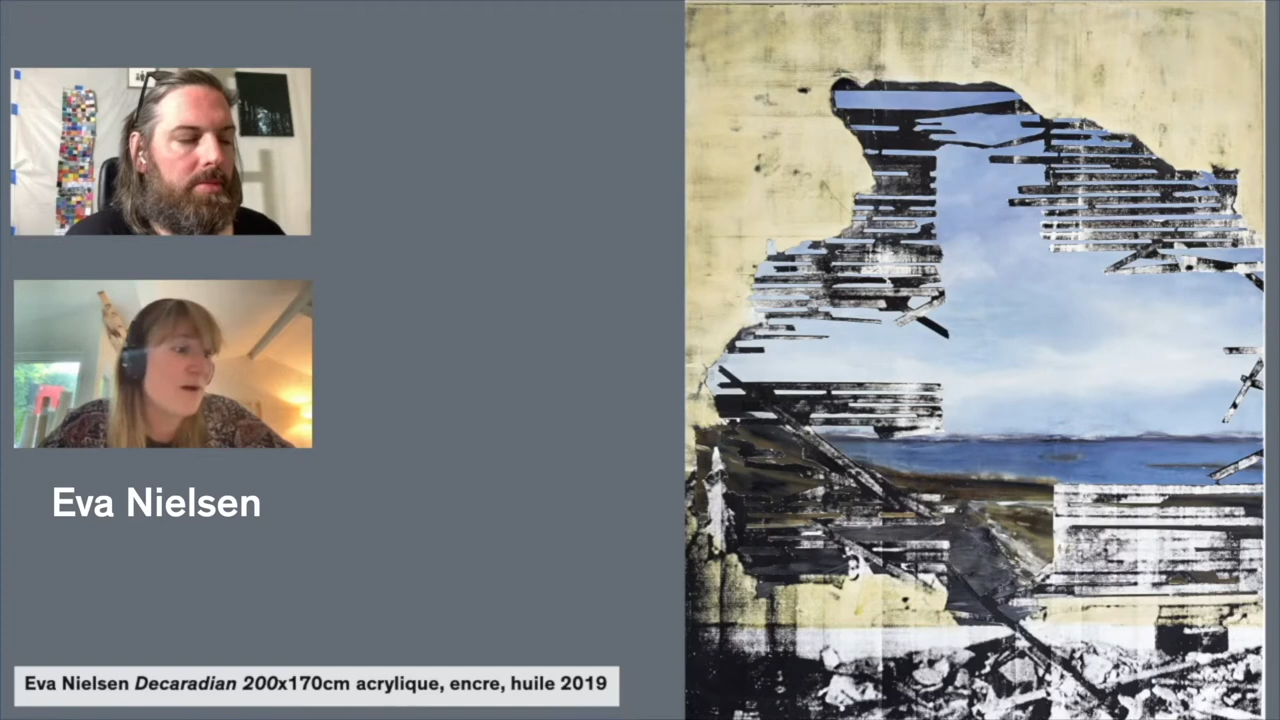 Eva Nielsen
Eva Nielsen Decaradian 200x170cm acrylique, encre, huile 2019